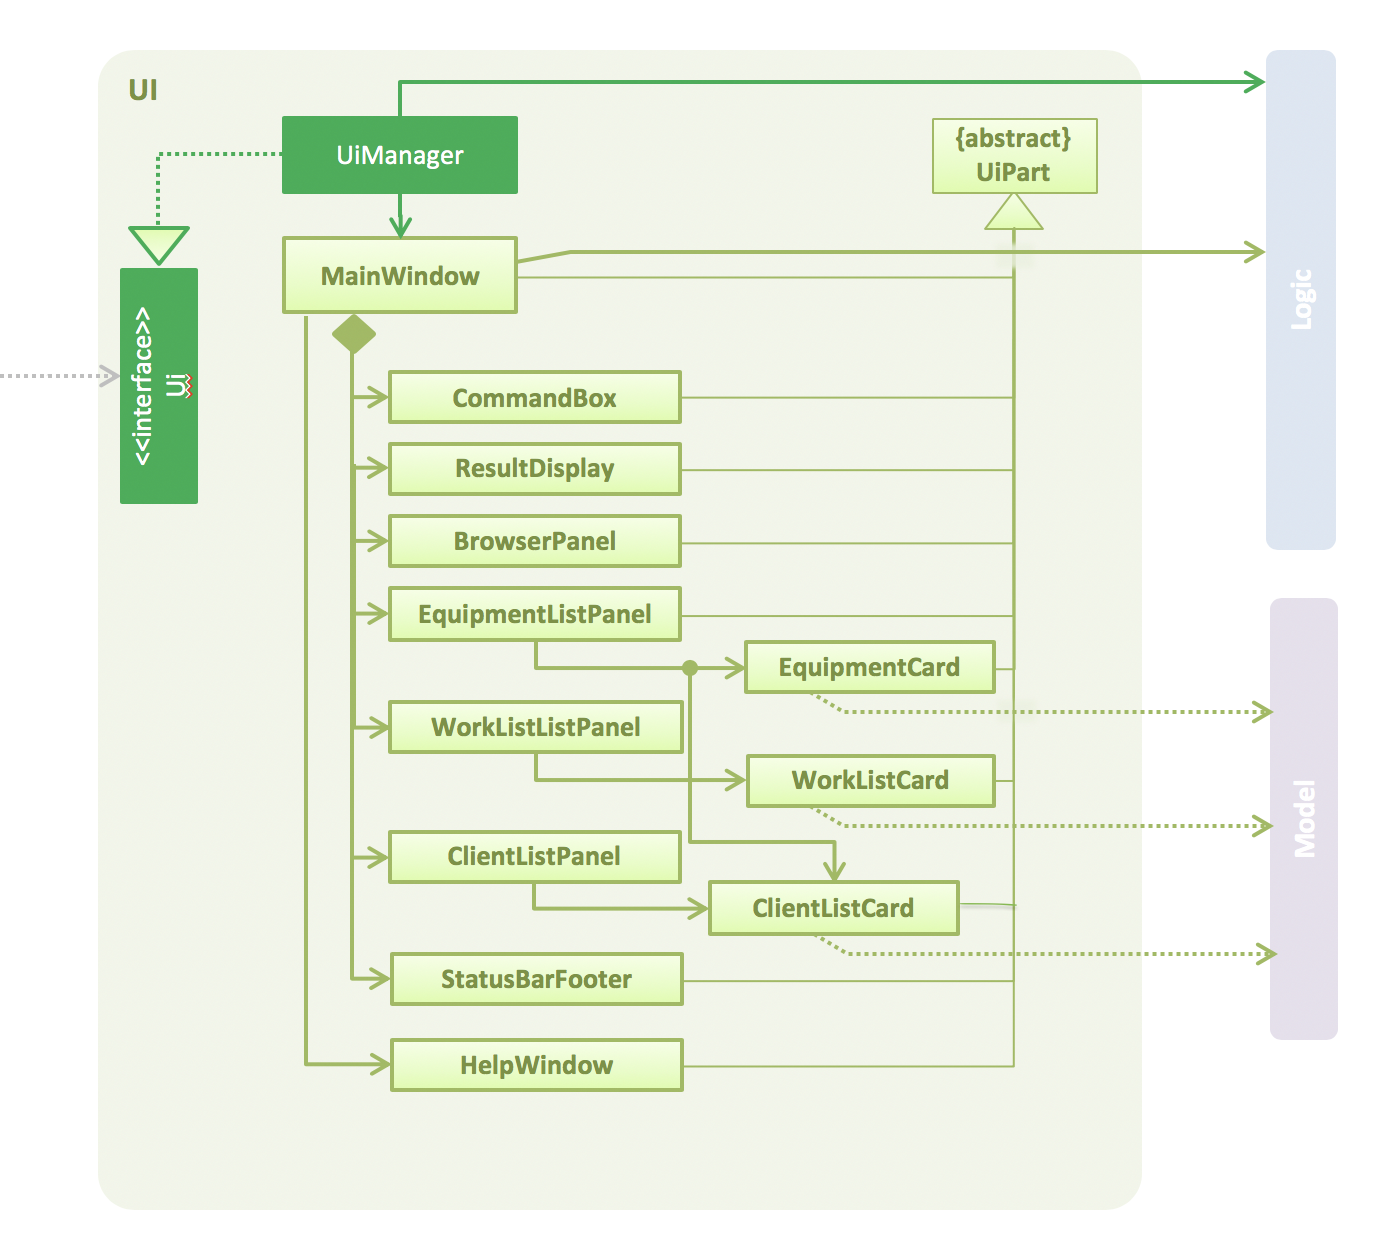 UI
UiManager
{abstract}
UiPart
MainWindow
<<interface>>
Ui
Logic
CommandBox
ResultDisplay
BrowserPanel
EquipmentListPanel
EquipmentCard
WorkListListPanel
WorkListCard
Model
ClientListPanel
ClientListCard
StatusBarFooter
HelpWindow